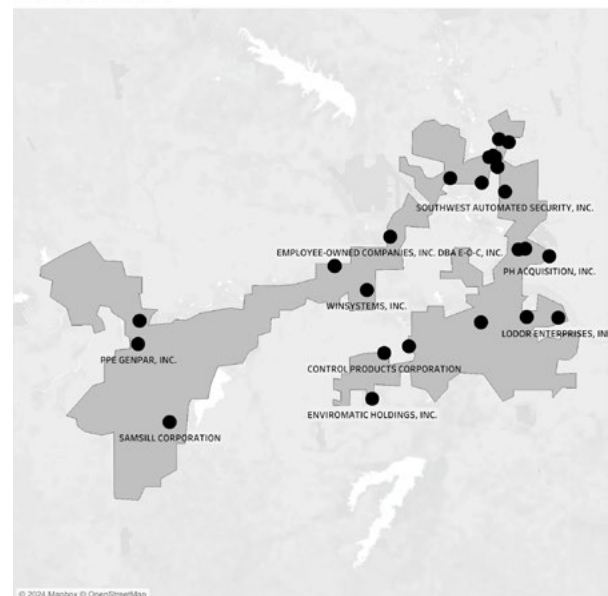 SOUTHWEST AUTOMATED SECURITY, INC.
EMPLOYEE-OWNED COMPANIES, INC. DBA E-O-C, INC.
PH ACQUISITION, INC.
WINSYSTEMS, INC.
LODOR ENTERPRISES, IN
PPE GENPAR, INC.
CONTROL PRODUCTS CORPORATION
ENVIROMATIC HOLDINGS, INC.
SAMSILL CORPORATION
© 2024 Mapbox © OpenStreetMap